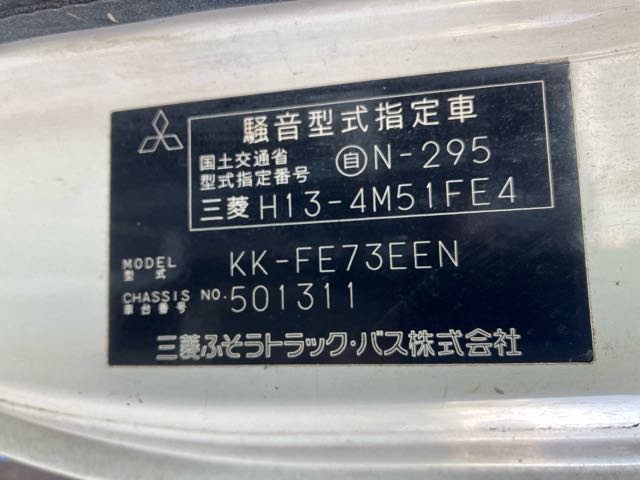 騒音型式指定車
国土交通省
型式指定番号 自 N-295
三菱 H13-4M51FE4
MODEL
型式 KK-FE73EEN
CHASSIS NO.
車台番号 501311
三菱ふそうトラック・バス株式会社